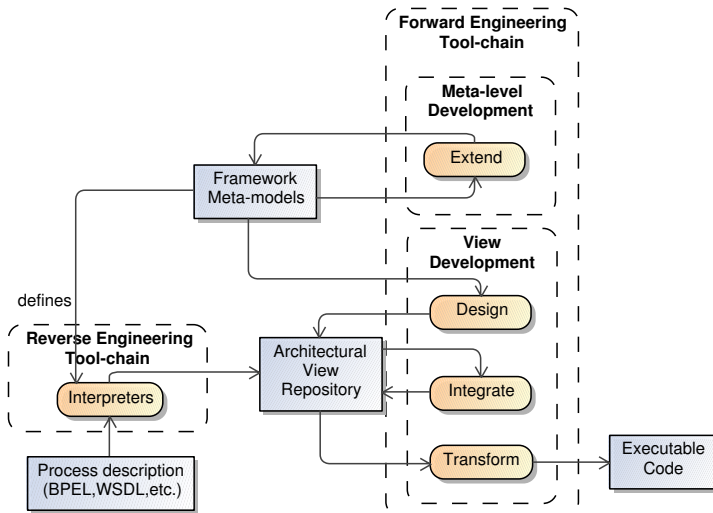 Forward Engineering
Tool-chain
Meta-level
Development
Extend
Framework
Meta-models
View
Development
defines
Design
Reverse Engineering
Tool-chain
Architectural
View
Repository
Interpreters
Integrate
Transform
Executable
Code
Process description
(BPEL,WSDL,etc.)